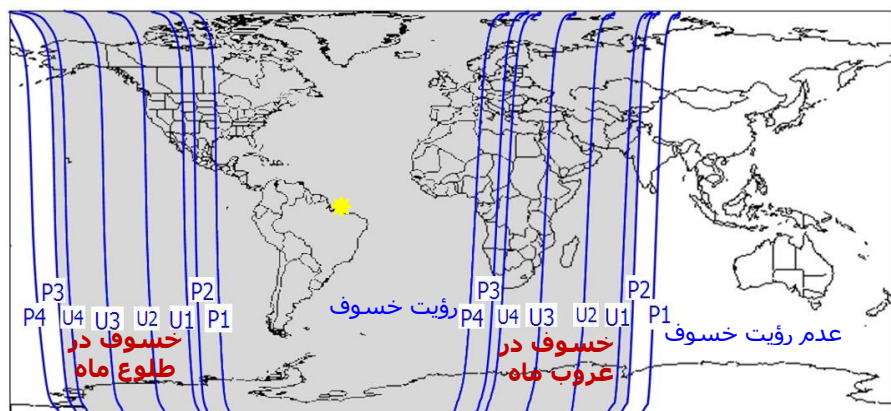 P4
P3
U4
U3
U2
U1
P2
P1
خسوف در
طلوع ماه
رؤیت خسوف
P4
P3
U4
U3
U2
U1
P2
P1
خسوف در
غروب ماه
عدم رؤیت خسوف